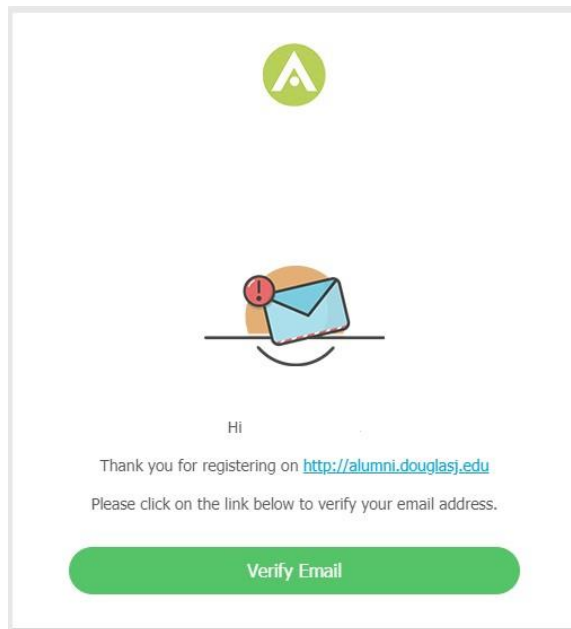 Hi
Thank you for registering on http://alumni.douglasj.edu
Please click on the link below to verify your email address.
Verify Email